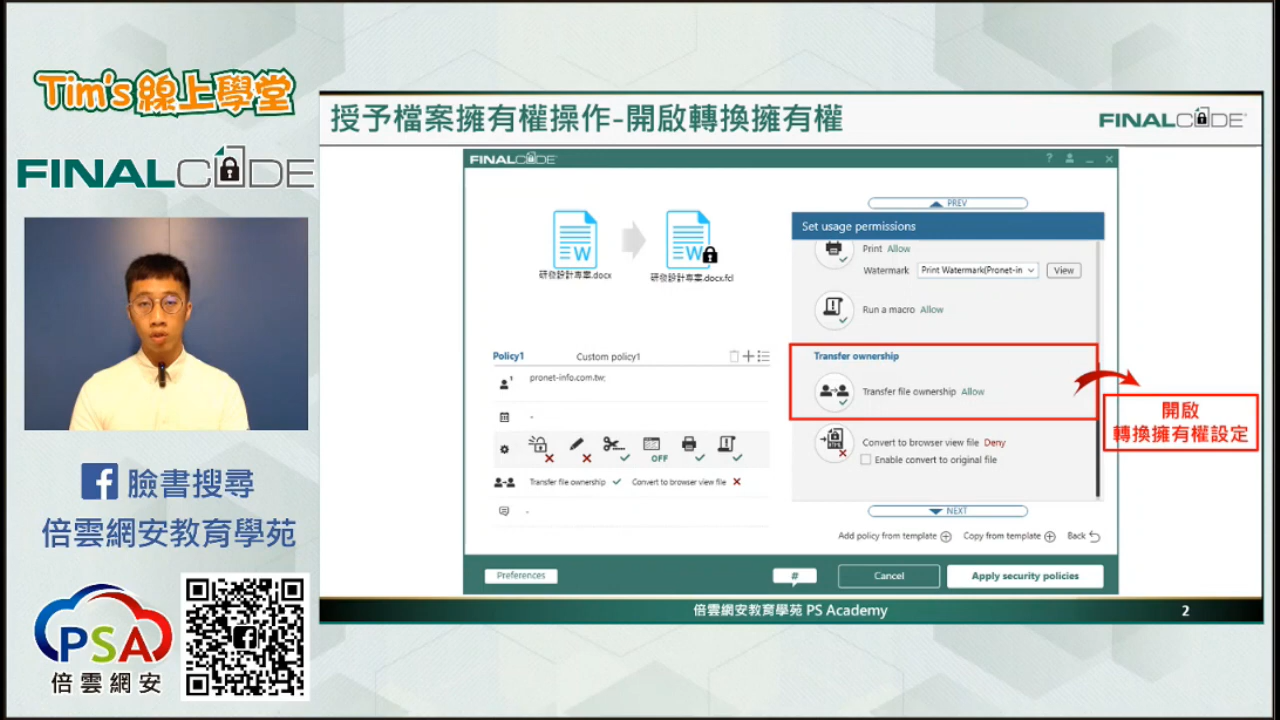 Tim's線上學堂
FINALCODE
臉書搜尋
倍雲網安教育學苑
PSA
倍雲網安
授予檔案擁有權操作-開啟轉換擁有權
FINALCODE
FINALCODE
?
研發設計專案.docx
研發設計專案.docx.fcl
Policy1 Custom policy1
1
pronet-info.com.tw;
-
OFF
Transfer file ownership Convert to browser view file
-
PREV
Set usage permissions
Print Allow
Watermark Print Watermark(Pronet-in View
Run a macro Allow
Transfer ownership
Transfer file ownership Allow
Convert to browser view file Deny
Enable convert to original file
NEXT
Add policy from template Copy from template Back
Preferences # Cancel Apply security policies
開啟
轉換擁有權設定
倍雲網安教育學苑 PS Academy 2